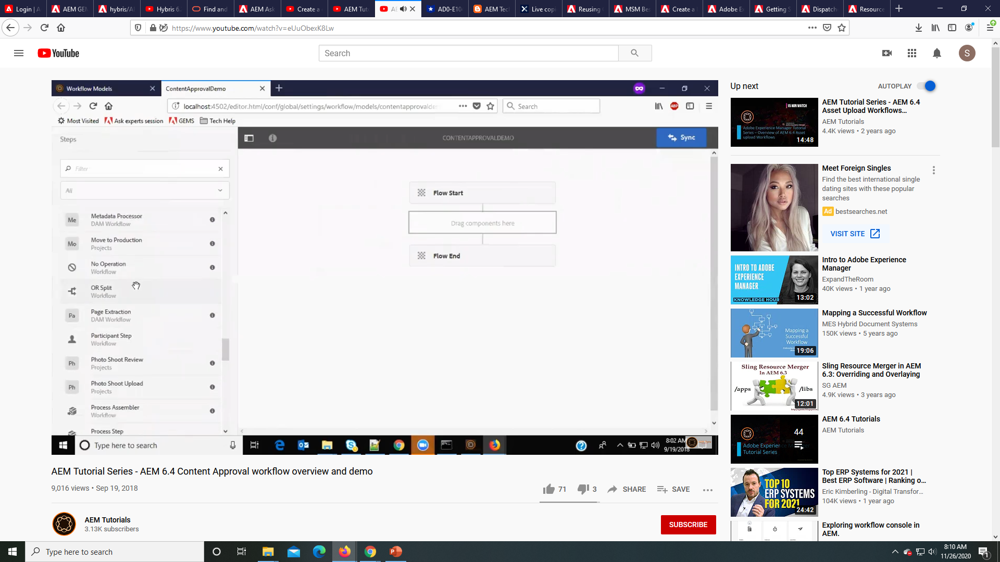 Login | A
AEM GEM
hybris/A
Hybris 6.
Find and
AEM Ask
Create a
AEM Tut
AE
AD0-E10
AEM Tec
Live copi
Reusing
MSM Bes
Create a
Adobe E
Getting S
Dispatch
Resource
https://www.youtube.com/watch?v=eUuObexK8Lw
YouTube
Search
S
Workflow Models
ContentApprovalDemo
localhost:4502/editor.html/conf/global/settings/workflow/models/contentapprovalde
Search
ABP
Most Visited
Ask experts session
GEMS
Tech Help
Steps
CONTENTAPPROVALDEMO
Sync
Filter
All
Me
Metadata Processor
DAM Workflow
Mo
Move to Production
Projects
No Operation
Workflow
OR Split
Workflow
Pa
Page Extraction
DAM Workflow
Participant Step
Workflow
Ph
Photo Shoot Review
Projects
Ph
Photo Shoot Upload
Projects
Process Assembler
Workflow
Process Step
Flow Start
Drag components here
Flow End
Type here to search
8:02 AM
9/19/2018
AEM Tutorial Series - AEM 6.4 Content Approval workflow overview and demo
9,016 views • Sep 19, 2018
71
3
SHARE
SAVE
AEM Tutorials
3.13K subscribers
SUBSCRIBE
Up next
AUTOPLAY
15 MIN WATCH
Adobe Experience Manager Tutorial
Series – Overview of AEM 6.4 Asset
upload Workflows
14:48
AEM Tutorial Series - AEM 6.4
Asset Upload Workflows...
AEM Tutorials
4.4K views • 2 years ago
Meet Foreign Singles
Find the best international single
dating sites with these popular
searches
Ad bestsearches.net
VISIT SITE
INTRO TO ADOBE
EXPERIENCE
MANAGER
KNOWLEDGE HOUR
13:02
Intro to Adobe Experience
Manager
ExpandTheRoom
40K views • 1 year ago
Mapping a
Successful
Workflow
19:06
Mapping a Successful Workflow
MES Hybrid Document Systems
150K views • 5 years ago
Sling Resource Merger
In AEM 6.3
/apps
/libs
12:01
Sling Resource Merger in AEM
6.3: Overriding and Overlaying
SG AEM
4.9K views • 3 years ago
44
Adobe Experience Manager
Tutorial Series
AEM 6.4 Tutorials
AEM Tutorials
TOP 10
ERP SYSTEMS
FOR 2021
24:42
Top ERP Systems for 2021 |
Best ERP Software | Ranking o...
Eric Kimberling - Digital Transfor...
104K views • 1 year ago
Exploring workflow console in
AEM.
Type here to search
8:10 AM
11/26/2020
1